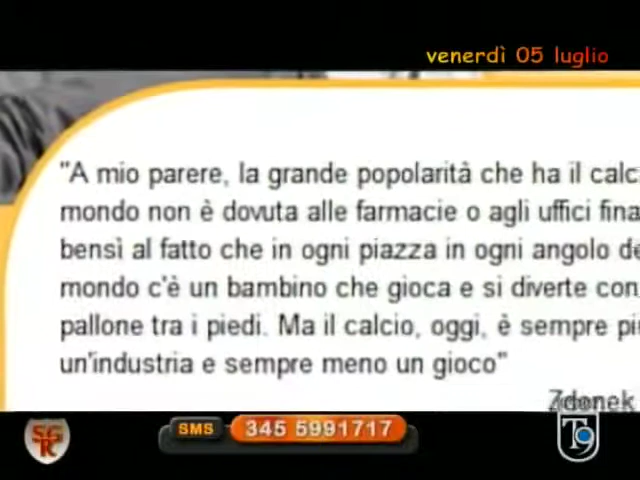 venerdì 05 luglio
"A mio parere, la grande popolarità che ha il calc
mondo non è dovuta alle farmacie o agli uffici fina
bensì al fatto che in ogni piazza in ogni angolo de
mondo c'è un bambino che gioca e si diverte con
pallone tra i piedi. Ma il calcio, oggi, è sempre pi
un'industria e sempre meno un gioco"
Zdonek
SMS 345 5991717
T9